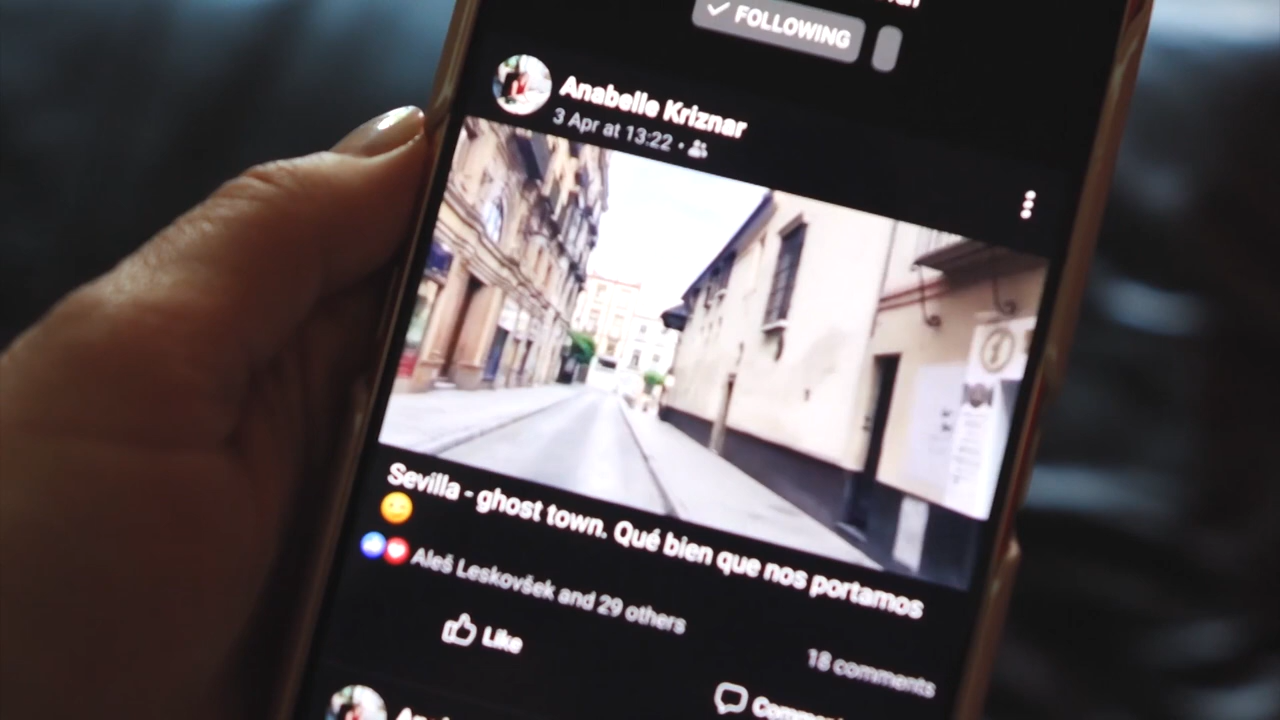 ✓ FOLLOWING
Anabelle Kriznar
3 Apr at 13:22 ·
Sevilla - ghost town. Qué bien que nos portamos
Aleš Leskovšek and 29 others
18 comments
Like